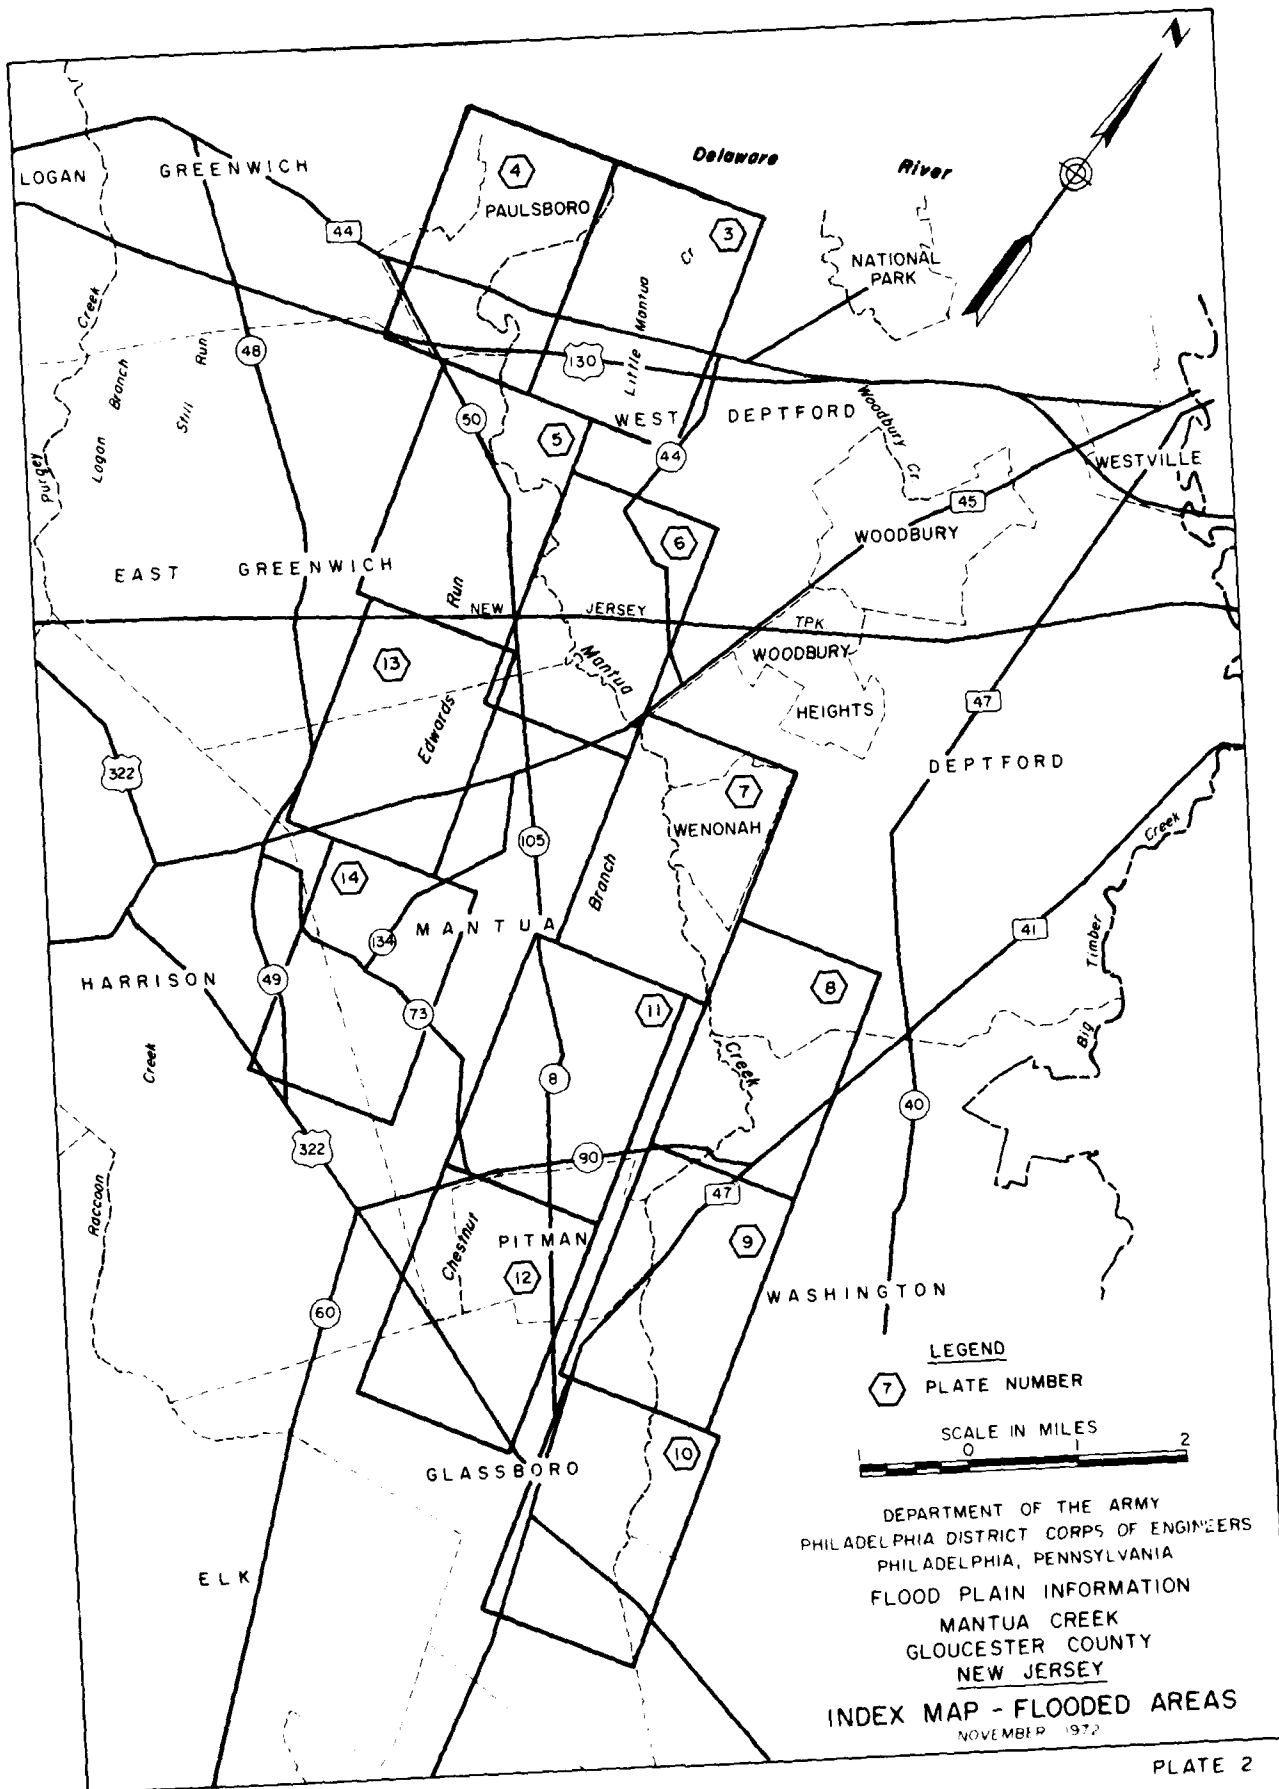 N
Delaware
River
LOGAN
GREENWICH
4
PAULSBORO
44
3
Little Mantua Cr
NATIONAL
PARK
Purgey
Creek
Logan Branch
Still Run
48
130
50
5
WEST DEPTFORD
44
Woodbury Cr
WESTVILLE
45
WOODBURY
6
EAST GREENWICH
Edwards Run
NEW JERSEY TPK
WOODBURY
HEIGHTS
13
Mantua
47
DEPTFORD
322
7
WENONAH
105
Branch
14
134
MANTUA
41
Big Timber Creek
HARRISON
49
73
8
11
Creek
8
40
Raccoon
Creek
322
90
47
Chestnut
PITMAN
12
9
60
WASHINGTON
10
GLASSBORO
ELK
LEGEND
7 PLATE NUMBER
SCALE IN MILES
1 0 1 2
DEPARTMENT OF THE ARMY
PHILADELPHIA DISTRICT CORPS OF ENGINEERS
PHILADELPHIA, PENNSYLVANIA
FLOOD PLAIN INFORMATION
MANTUA CREEK
GLOUCESTER COUNTY
NEW JERSEY
INDEX MAP - FLOODED AREAS
NOVEMBER 1972
PLATE 2